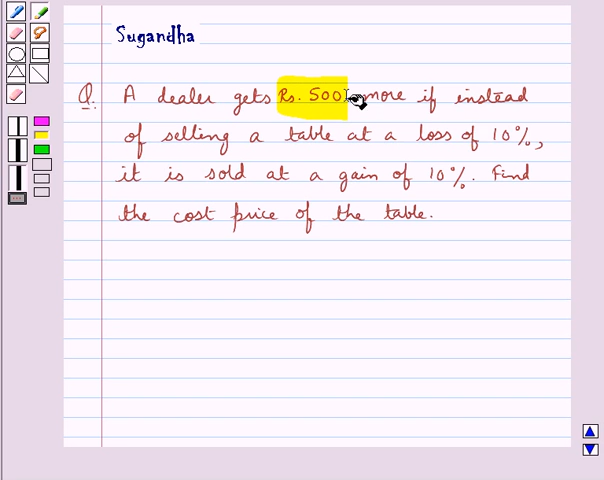 Sugandha
Q. A dealer gets Rs. 500 more if instead
of selling a table at a loss of 10%,
it is sold at a gain of 10%. Find
the cost price of the table.